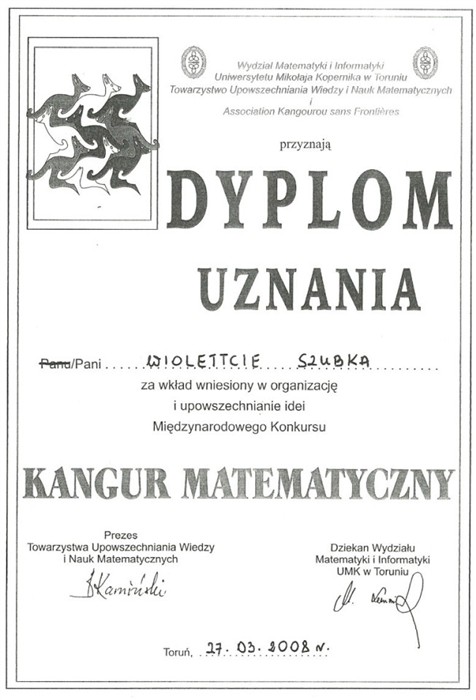 Wydział Matematyki i Informatyki
Uniwersytetu Mikołaja Kopernika w Toruniu
Towarzystwo Upowszechniania Wiedzy i Nauk Matematycznych
i
Association Kangourou sans Frontières
przyznają
DYPLOM
UZNANIA
Panu/Pani WIOLETTCIE SZUBKA
za wkład wniesiony w organizację
i upowszechnianie idei
Międzynarodowego Konkursu
KANGUR MATEMATYCZNY
Prezes
Towarzystwa Upowszechniania Wiedzy
i Nauk Matematycznych
BKamiński
Dziekan Wydziału
Matematyki i Informatyki
UMK w Toruniu
Toruń, 27. 03. 2008 r.